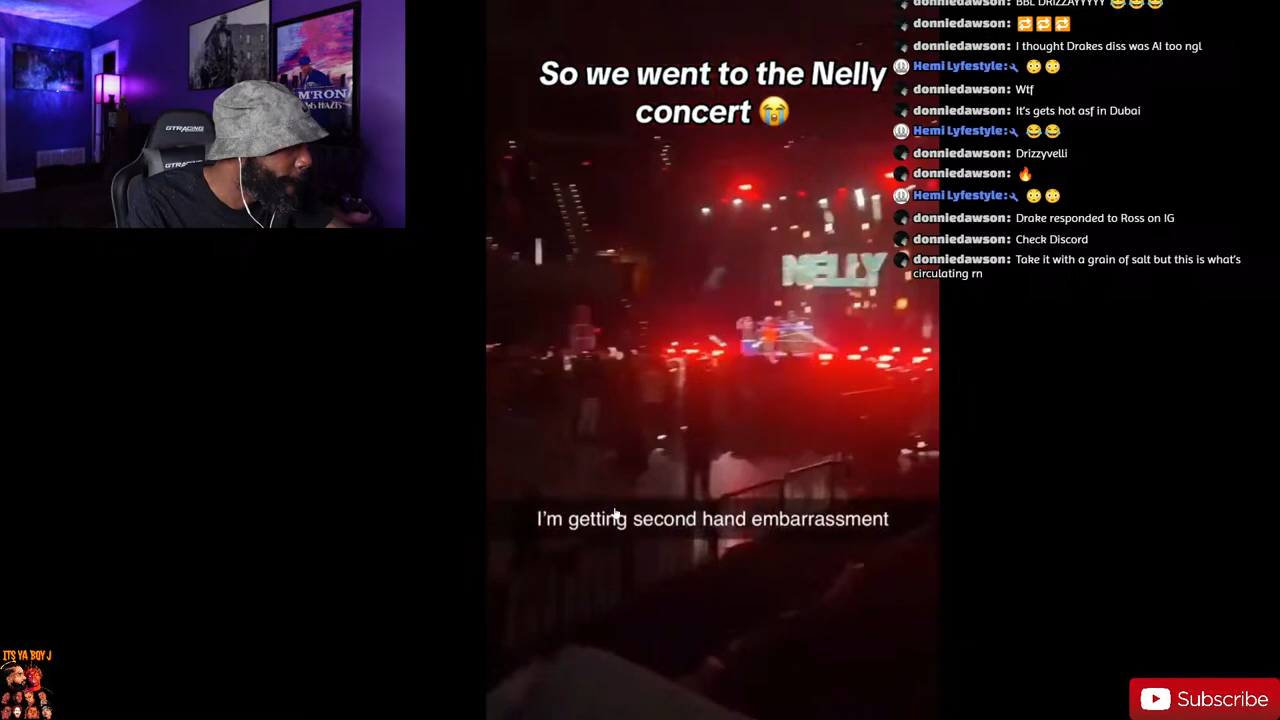 GTRACING
GTRACING
M'RON
So we went to the Nelly
concert 😭
NELLY
I'm getting second hand embarrassment
donniedawson: BBL DRIZZAYYYYY 😂😂😂
donniedawson: 🔁🔁🔁
donniedawson: I thought Drakes diss was AI too ngl
Hemi Lyfestyle: 😳😳
donniedawson: Wtf
donniedawson: It's gets hot asf in Dubai
Hemi Lyfestyle: 😂😂
donniedawson: Drizzyvelli
donniedawson: 🔥
Hemi Lyfestyle: 😳😳
donniedawson: Drake responded to Ross on IG
donniedawson: Check Discord
donniedawson: Take it with a grain of salt but this is what's
circulating rn
ITS YA BOY J
Subscribe